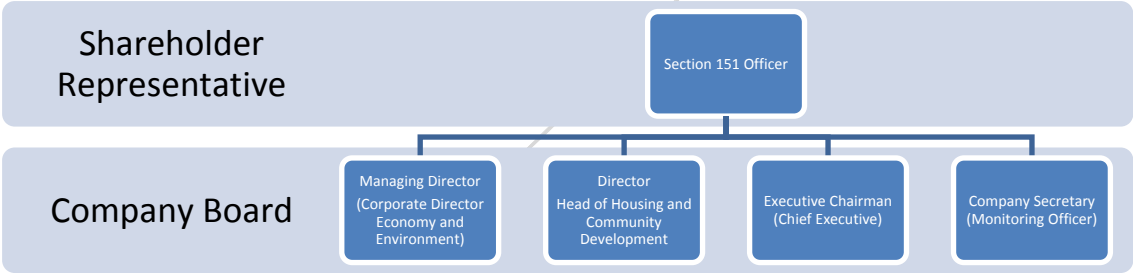 Shareholder
Representative
Section 151 Officer
Company Board
Managing Director
(Corporate Director
Economy and
Environment)
Director
Head of Housing and
Community
Development
Executive Chairman
(Chief Executive)
Company Secretary
(Monitoring Officer)